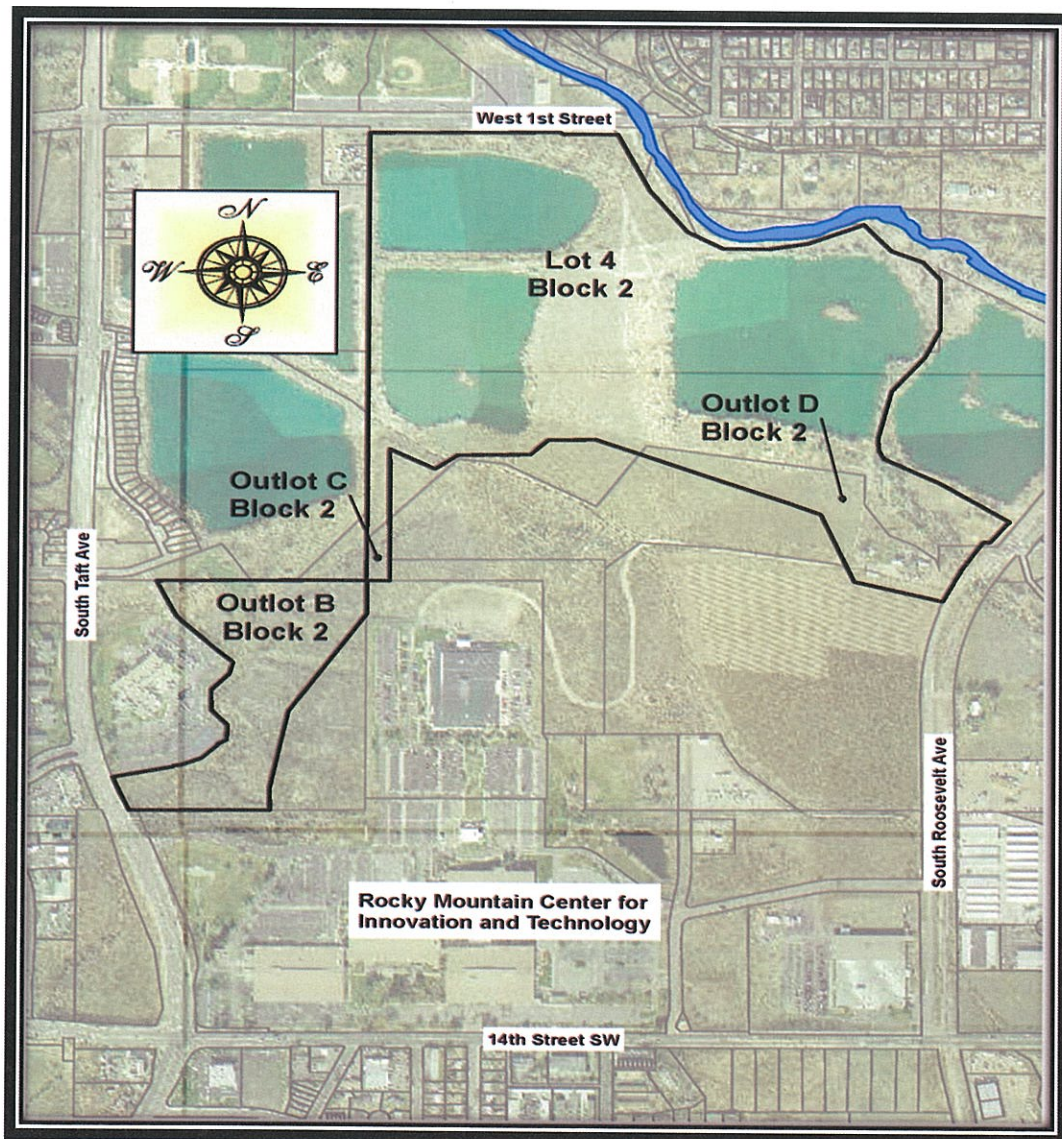 West 1st Street
N
W
E
S
Lot 4
Block 2
Outlot D
Block 2
Outlot C
Block 2
South Taft Ave
Outlot B
Block 2
South Roosevelt Ave
Rocky Mountain Center for
Innovation and Technology
14th Street SW